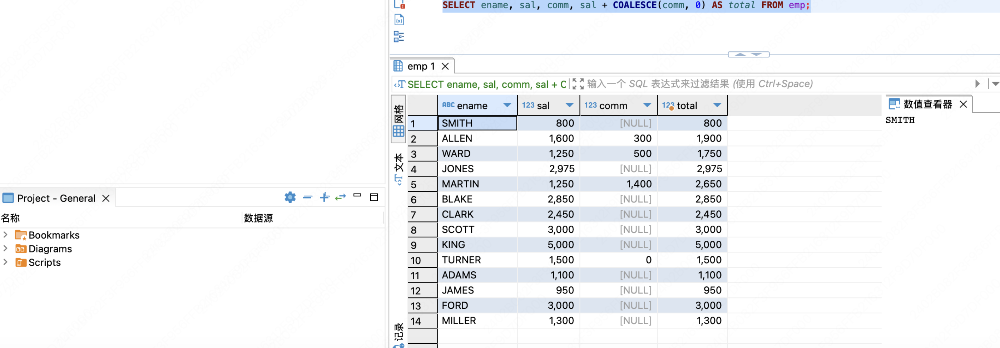 SELECT ename, sal, comm, sal + COALESCE(comm, 0) AS total FROM emp;
emp 1
SELECT ename, sal, comm, sal + C 输入一个 SQL 表达式来过滤结果 (使用 Ctrl+Space)
网格
文本
记录
ABC ename 123 sal 123 comm 123 total
1 SMITH 800 [NULL] 800
2 ALLEN 1,600 300 1,900
3 WARD 1,250 500 1,750
4 JONES 2,975 [NULL] 2,975
5 MARTIN 1,250 1,400 2,650
6 BLAKE 2,850 [NULL] 2,850
7 CLARK 2,450 [NULL] 2,450
8 SCOTT 3,000 [NULL] 3,000
9 KING 5,000 [NULL] 5,000
10 TURNER 1,500 0 1,500
11 ADAMS 1,100 [NULL] 1,100
12 JAMES 950 [NULL] 950
13 FORD 3,000 [NULL] 3,000
14 MILLER 1,300 [NULL] 1,300
数值查看器
SMITH
Project - General
名称 数据源
Bookmarks
Diagrams
Scripts